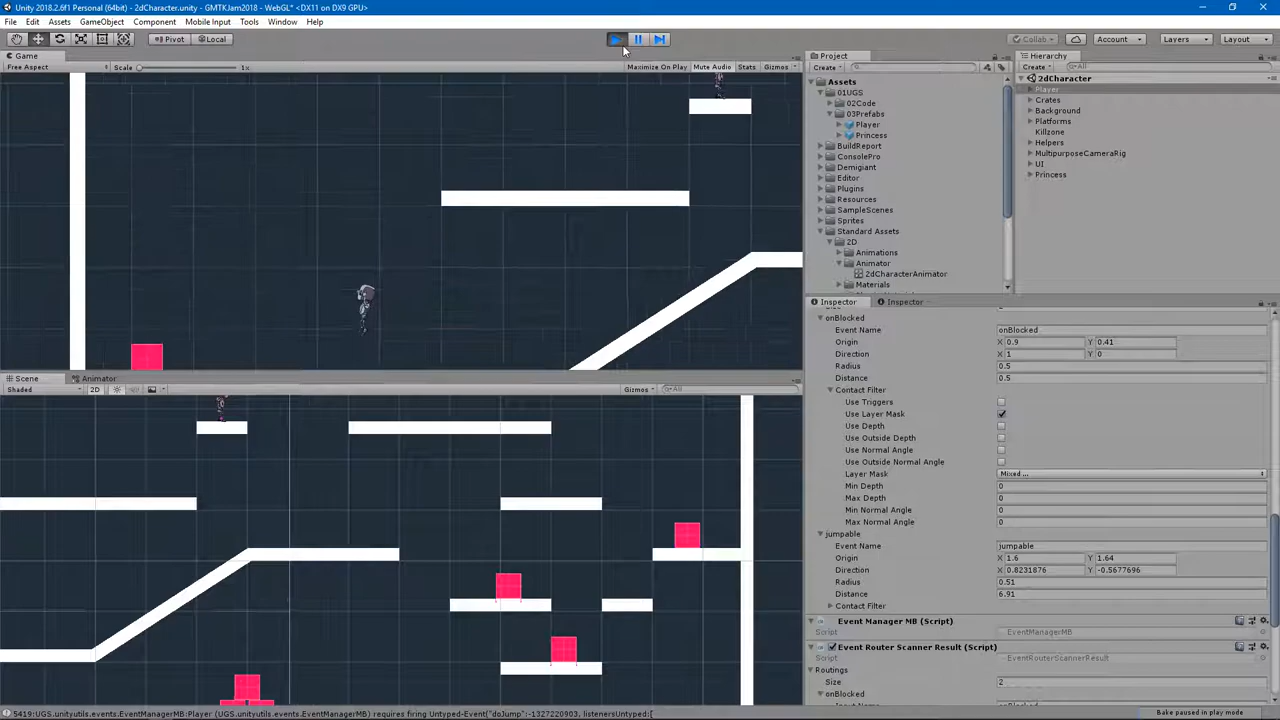 Unity 2018.2.6f1 Personal (64bit) - 2dCharacter.unity - GMTKJam2018 - WebGL* <DX11 on DX9 GPU>
File Edit Assets GameObject Component Mobile Input Tools Window Help
Pivot Local Collab Account Layers Layout
Game
Free Aspect Scale 1x Maximize On Play Mute Audio Stats Gizmos
Scene Animator
Shaded 2D Gizmos All
Project
Create
Assets
01UGS
02Code
03Prefabs
Player
Princess
BuildReport
ConsolePro
Demigiant
Editor
Plugins
Resources
SampleScenes
Sprites
Standard Assets
2D
Animations
Animator
2dCharacterAnimator
Materials
Hierarchy
Create All
2dCharacter
Player
Crates
Background
Platforms
Killzone
Helpers
MultipurposeCameraRig
UI
Princess
Inspector Inspector
onBlocked
Event Name onBlocked
Origin X 0.9 Y 0.41
Direction X 1 Y 0
Radius 0.5
Distance 0.5
Contact Filter
Use Triggers
Use Layer Mask
Use Depth
Use Outside Depth
Use Normal Angle
Use Outside Normal Angle
Layer Mask Mixed ...
Min Depth 0
Max Depth 0
Min Normal Angle 0
Max Normal Angle 0
jumpable
Event Name jumpable
Origin X 1.6 Y 1.64
Direction X 0.8231876 Y -0.5677696
Radius 0.51
Distance 6.91
Contact Filter
Event Manager MB (Script)
Script EventManagerMB
Event Router Scanner Result (Script)
Script EventRouterScannerResult
Routings
Size 2
onBlocked
5419:UGS.unityutils.events.EventManagerMB:Player (UGS.unityutils.events.EventManagerMB) requires firing Untyped-Event("doJump":-1327220903, listenersUntyped:[
Bake paused in play mode